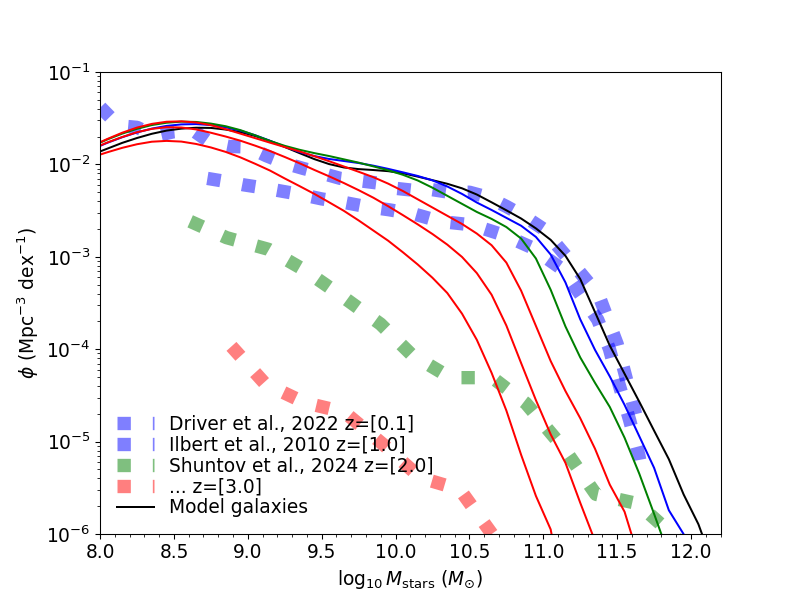 10⁻¹
10⁻²
10⁻³
10⁻⁴
10⁻⁵
10⁻⁶
ϕ (Mpc⁻³ dex⁻¹)
Driver et al., 2022 z=[0.1]
Ilbert et al., 2010 z=[1.0]
Shuntov et al., 2024 z=[2.0]
... z=[3.0]
Model galaxies
8.0 8.5 9.0 9.5 10.0 10.5 11.0 11.5 12.0
log₁₀ M_stars (M_⊙)